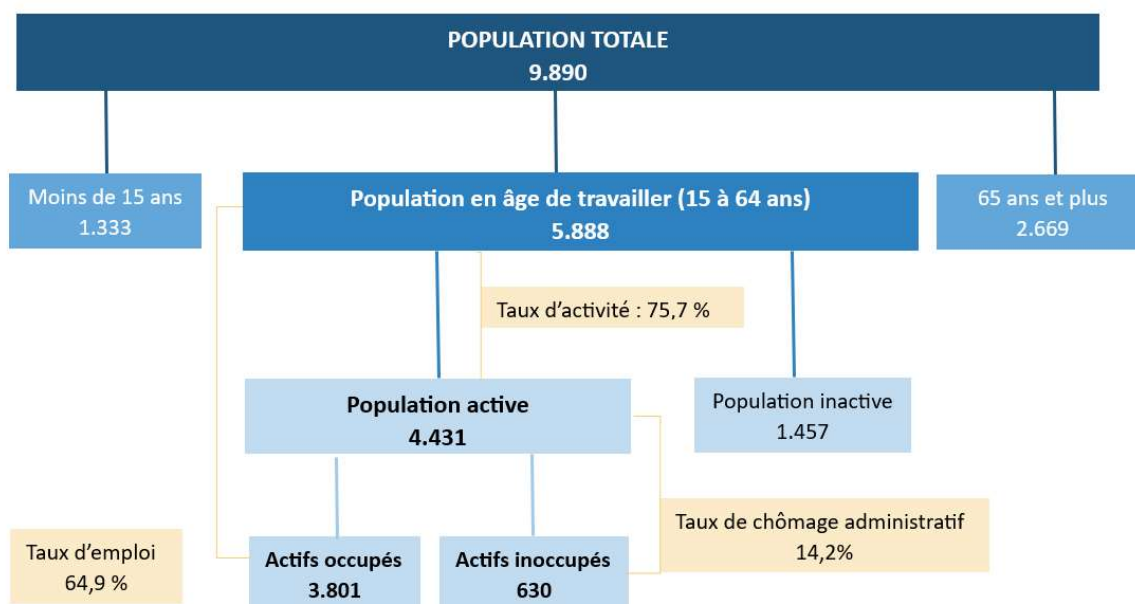 POPULATION TOTALE
9.890
Moins de 15 ans
1.333
Population en âge de travailler (15 à 64 ans)
5.888
65 ans et plus
2.669
Taux d’activité : 75,7 %
Population active
4.431
Population inactive
1.457
Taux d’emploi
64,9 %
Actifs occupés
3.801
Actifs inoccupés
630
Taux de chômage administratif
14,2%